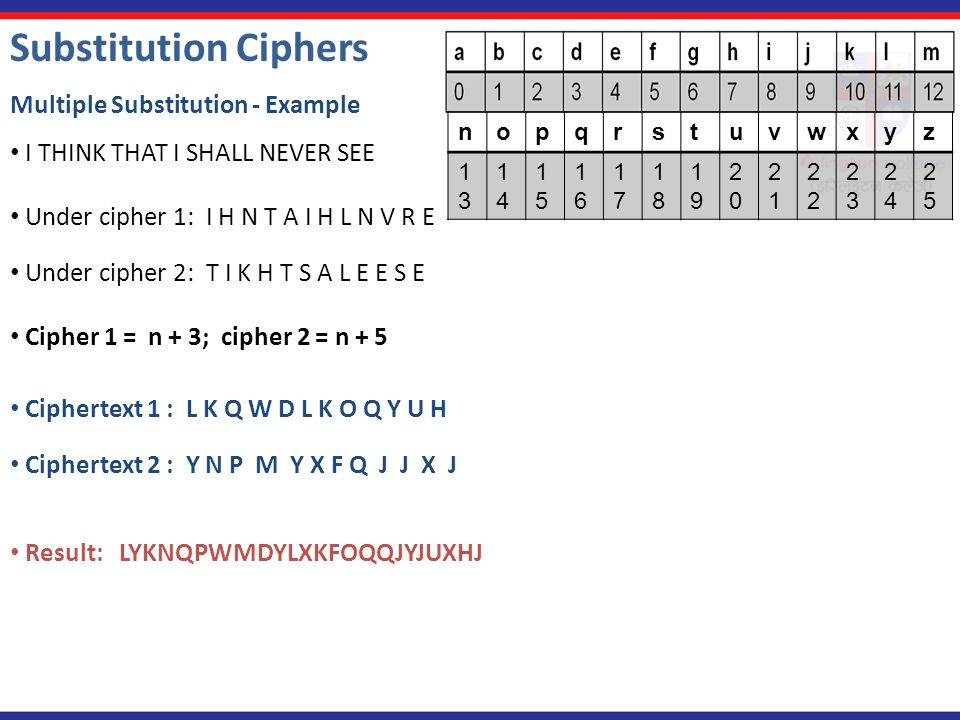 Substitution Ciphers
Multiple Substitution - Example
• I THINK THAT I SHALL NEVER SEE
• Under cipher 1: I H N T A I H L N V R E
• Under cipher 2: T I K H T S A L E E S E
• Cipher 1 = n + 3; cipher 2 = n + 5
• Ciphertext 1 : L K Q W D L K O Q Y U H
• Ciphertext 2 : Y N P M Y X F Q J J X J
• Result: LYKNQPWMDYLXKFOQQJYJUXHJ
a b c d e f g h i j k l m
0 1 2 3 4 5 6 7 8 9 10 11 12
n o p q r s t u v w x y z
13 14 15 16 17 18 19 20 21 22 23 24 25